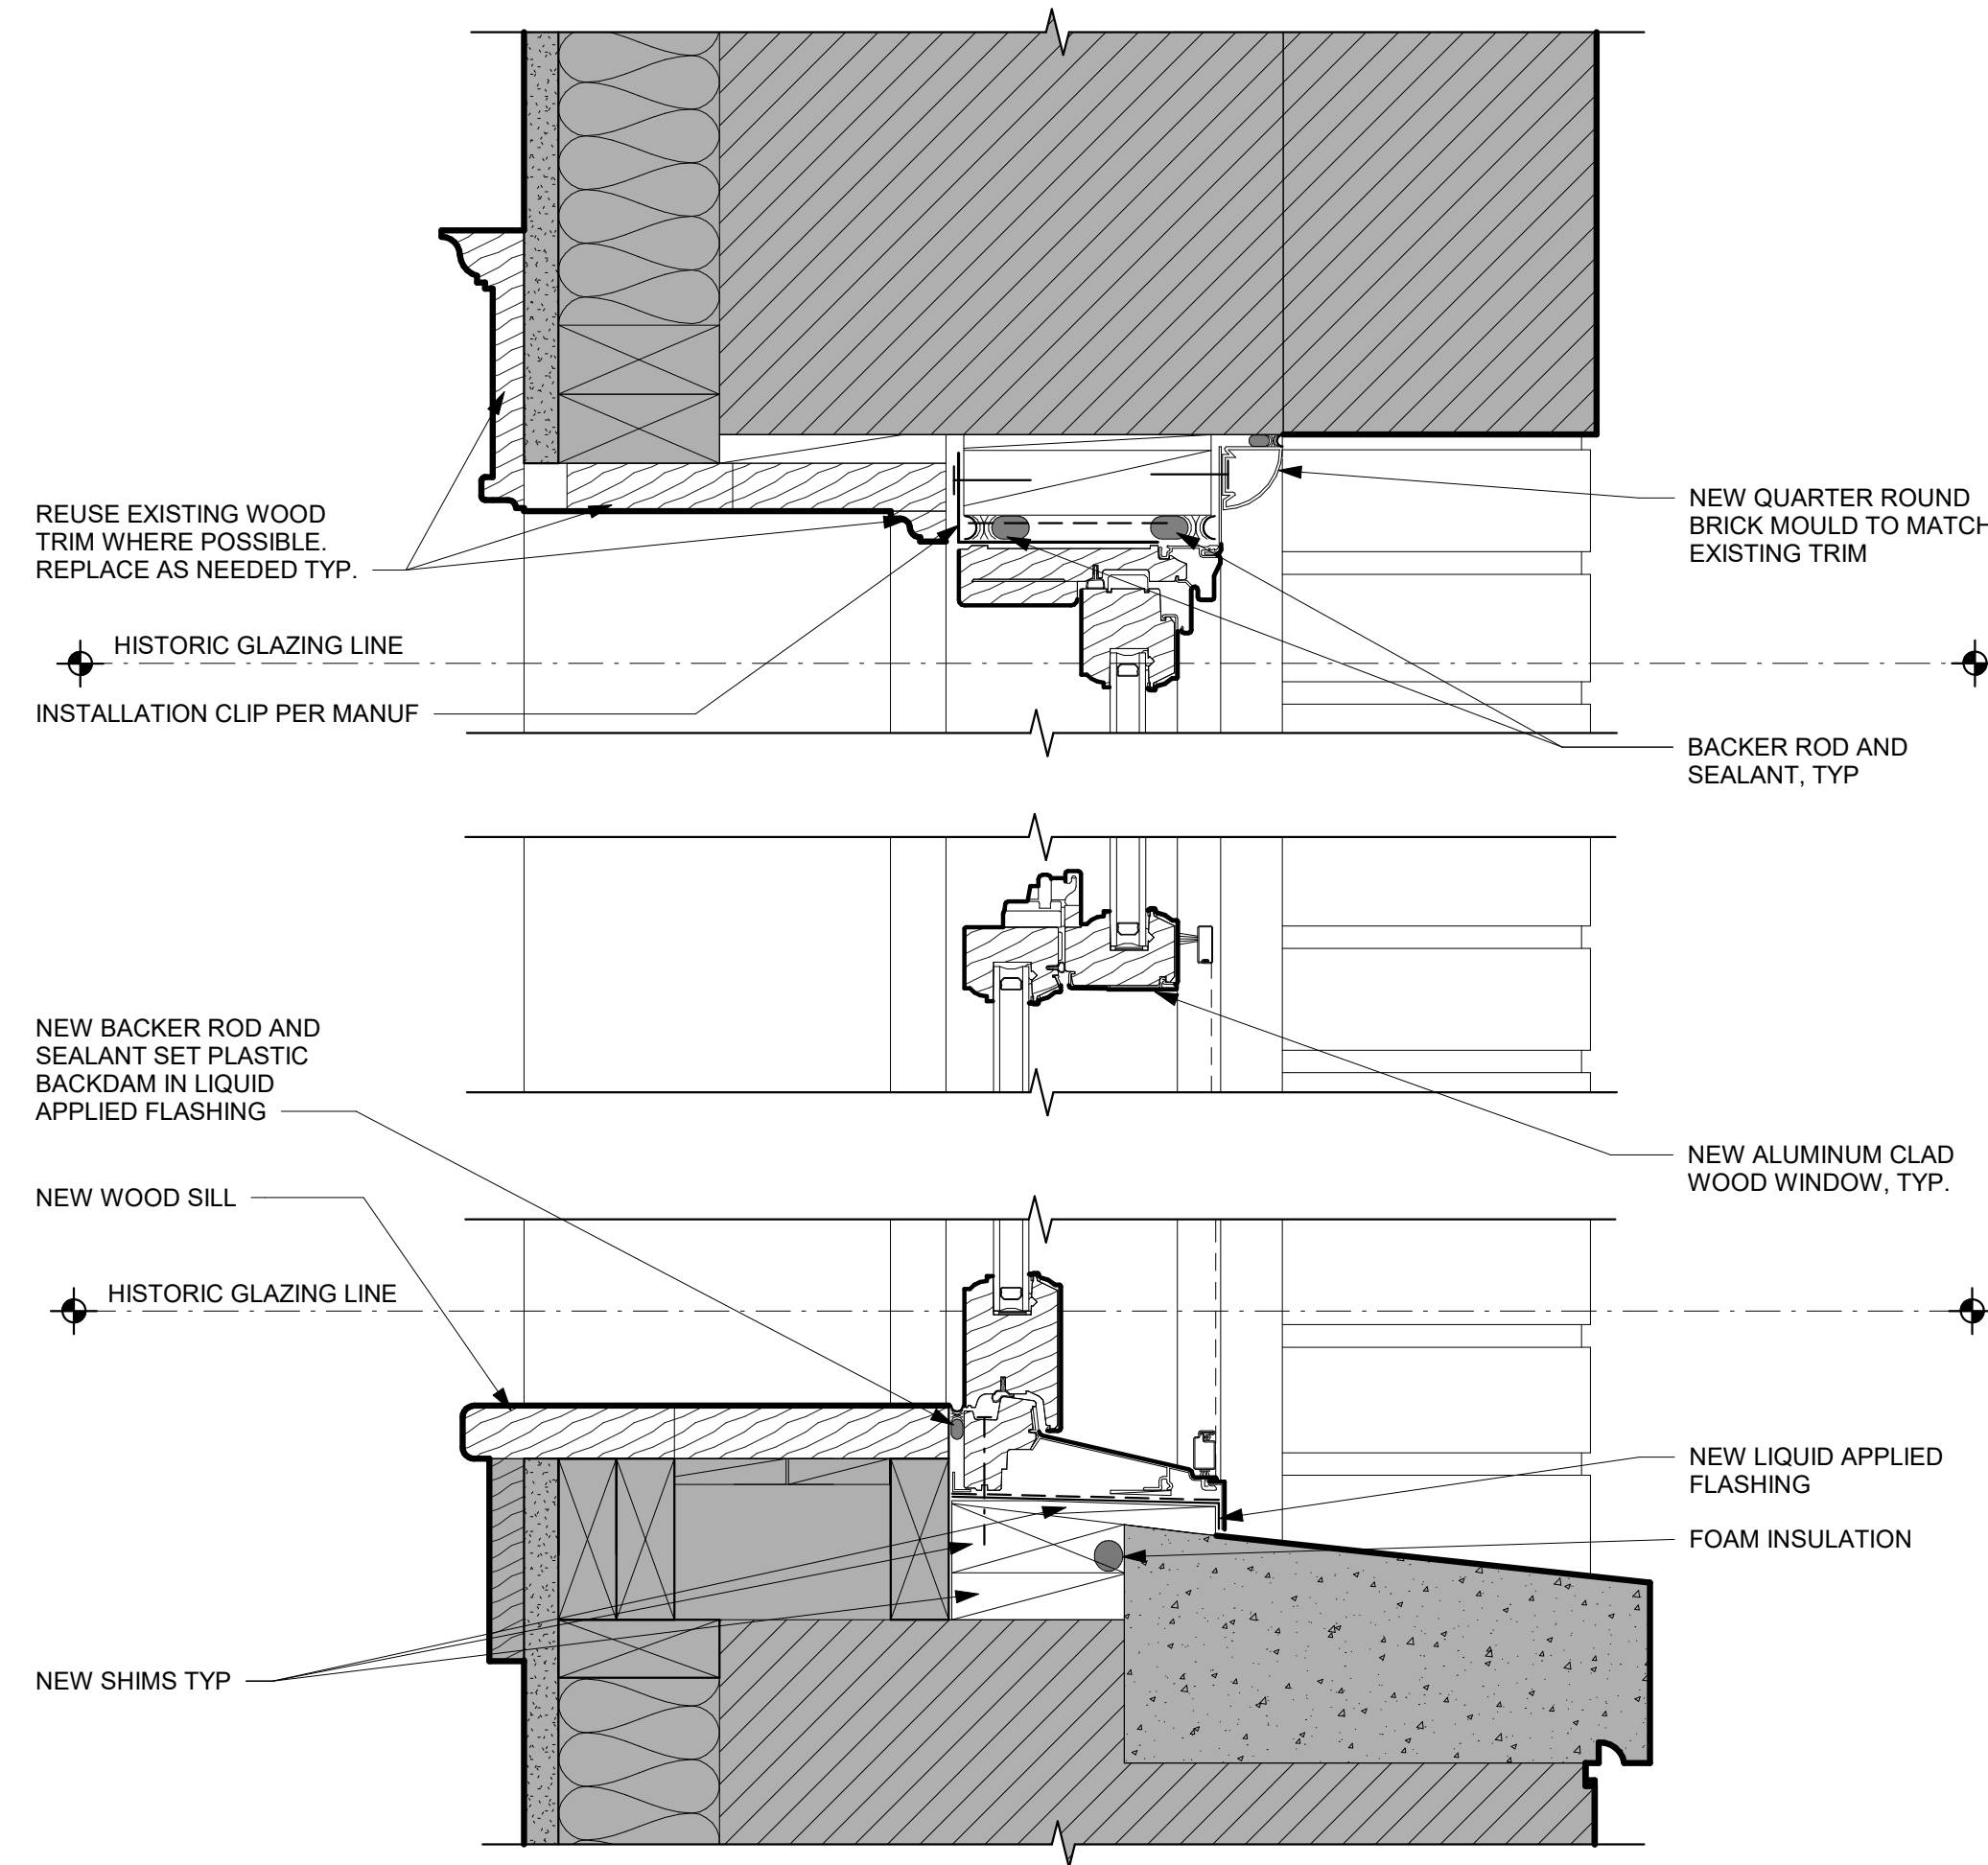 REUSE EXISTING WOOD
TRIM WHERE POSSIBLE.
REPLACE AS NEEDED TYP.
NEW QUARTER ROUND
BRICK MOULD TO MATCH
EXISTING TRIM
HISTORIC GLAZING LINE
INSTALLATION CLIP PER MANUF
BACKER ROD AND
SEALANT, TYP
NEW BACKER ROD AND
SEALANT SET PLASTIC
BACKDAM IN LIQUID
APPLIED FLASHING
NEW ALUMINUM CLAD
WOOD WINDOW, TYP.
NEW WOOD SILL
HISTORIC GLAZING LINE
NEW LIQUID APPLIED
FLASHING
FOAM INSULATION
NEW SHIMS TYP